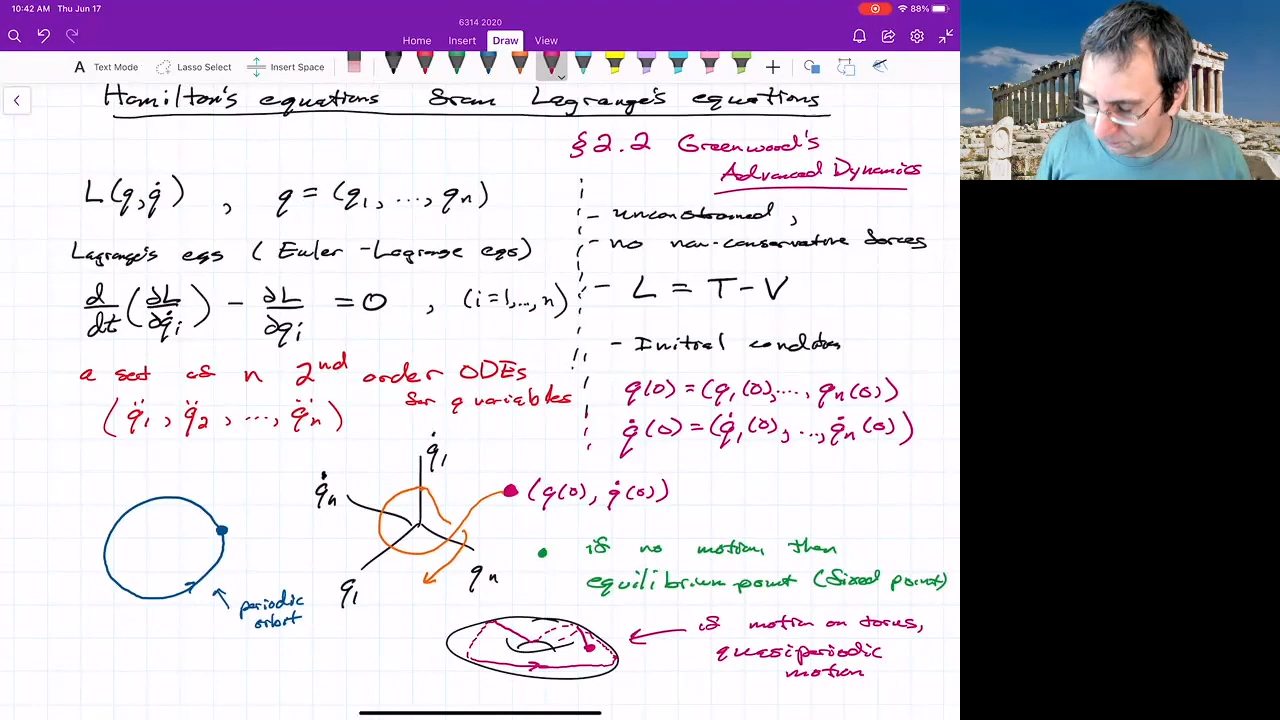 10:42 AM Thu Jun 17
88%
6314 2020
Home Insert Draw View
Text Mode Lasso Select Insert Space
Hamilton's equations from Lagrange's equations
§2.2 Greenwood's
Advanced Dynamics
L(q, q̇) , q = (q₁, ..., qₙ)
Lagrange's eqs (Euler-Lagrange eqs)
d/dt (∂L/∂q̇ᵢ) − ∂L/∂qᵢ = 0 , (i = 1, ..., n)
a set of n 2nd order ODEs
for q variables
(q̈₁, q̈₂, ..., q̈ₙ)
- unconstrained,
- no non-conservative forces
- L = T − V
- Initial conditions
q(0) = (q₁(0), ..., qₙ(0))
q̇(0) = (q̇₁(0), ..., q̇ₙ(0))
q̇₁
q̇ₙ
q₁
qₙ
(q(0), q̇(0))
periodic
orbit
if no motion, then
equilibrium point (fixed point)
if motion on torus,
quasiperiodic
motion